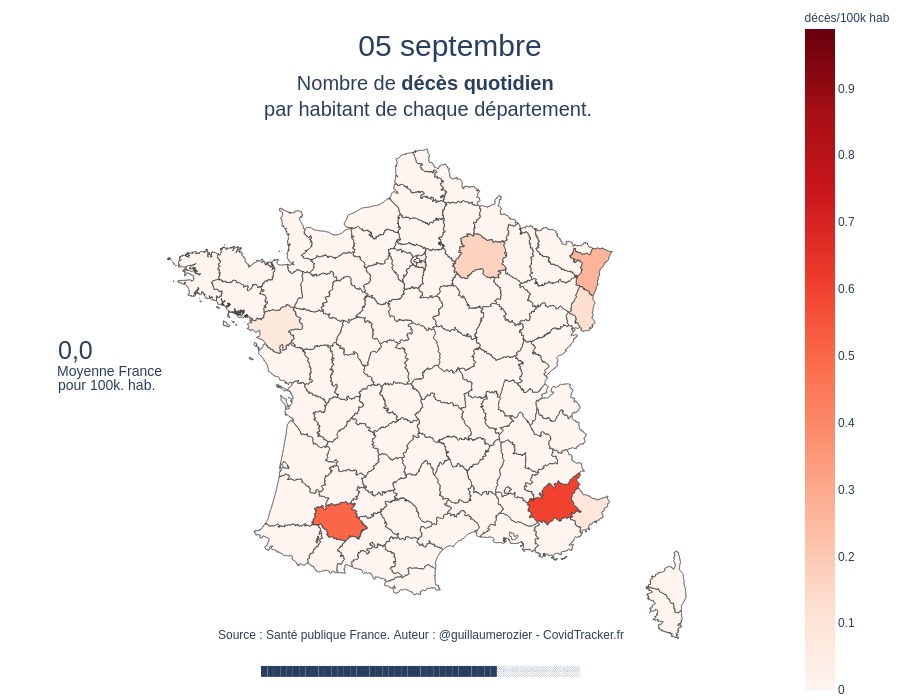 décès/100k hab
05 septembre
Nombre de décès quotidien
par habitant de chaque département.
0.9
0.8
0.7
0.6
0.5
0.4
0.3
0.2
0.1
0
0,0
Moyenne France
pour 100k. hab.
Source : Santé publique France. Auteur : @guillaumerozier - CovidTracker.fr